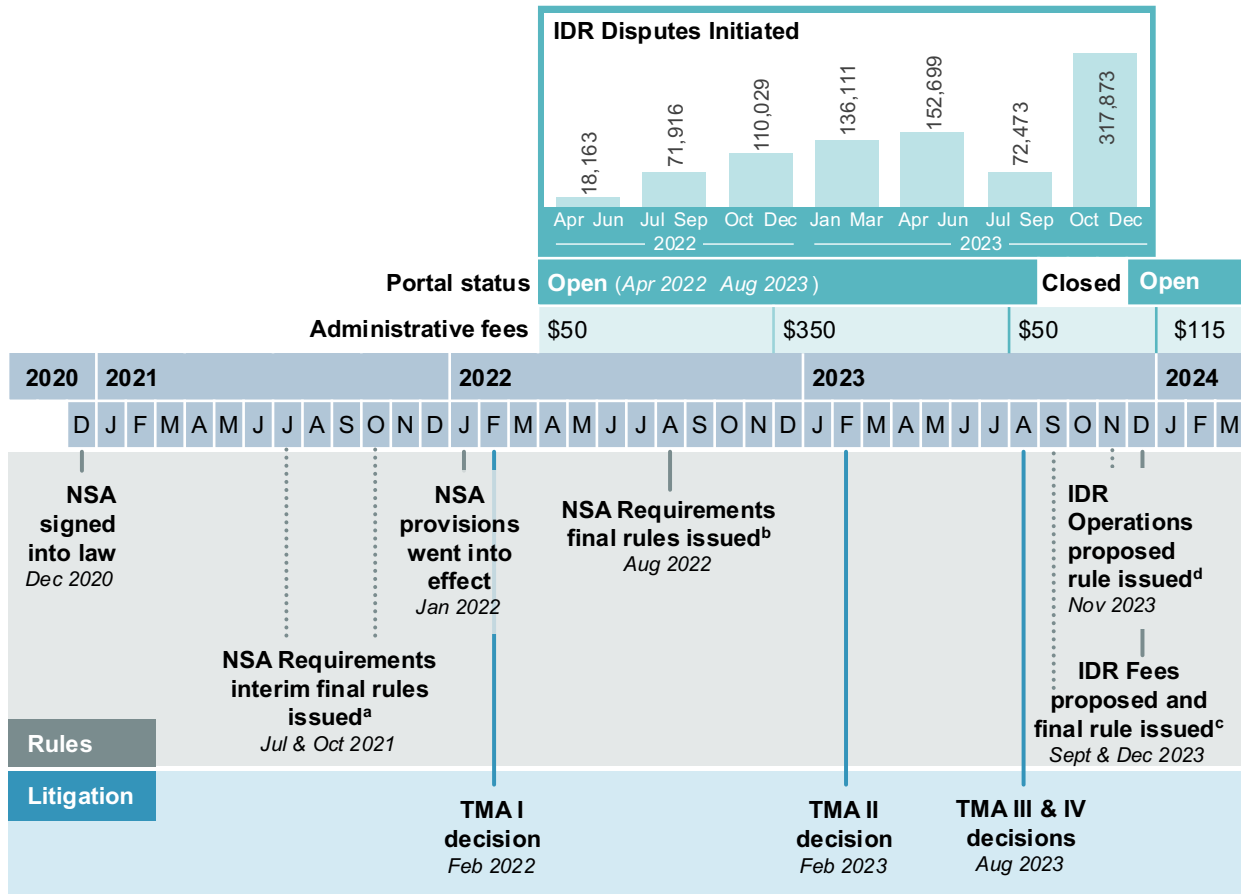 IDR Disputes Initiated
18,163
71,916
110,029
136,111
152,699
72,473
317,873
Apr Jun Jul Sep Oct Dec Jan Mar Apr Jun Jul Sep Oct Dec
2022 2023
Portal status Open (Apr 2022 Aug 2023) Closed Open
Administrative fees $50 $350 $50 $115
2020 2021 2022 2023 2024
D J F M A M J J A S O N D J F M A M J J A S O N D J F M A M J J A S O N D J F M
NSA
signed
into law
Dec 2020
NSA Requirements
interim final rules
issuedᵃ
Jul & Oct 2021
NSA
provisions
went into
effect
Jan 2022
NSA Requirements
final rules issuedᵇ
Aug 2022
IDR
Operations
proposed
rule issuedᵈ
Nov 2023
IDR Fees
proposed and
final rule issuedᶜ
Sept & Dec 2023
Rules
Litigation
TMA I
decision
Feb 2022
TMA II
decision
Feb 2023
TMA III & IV
decisions
Aug 2023